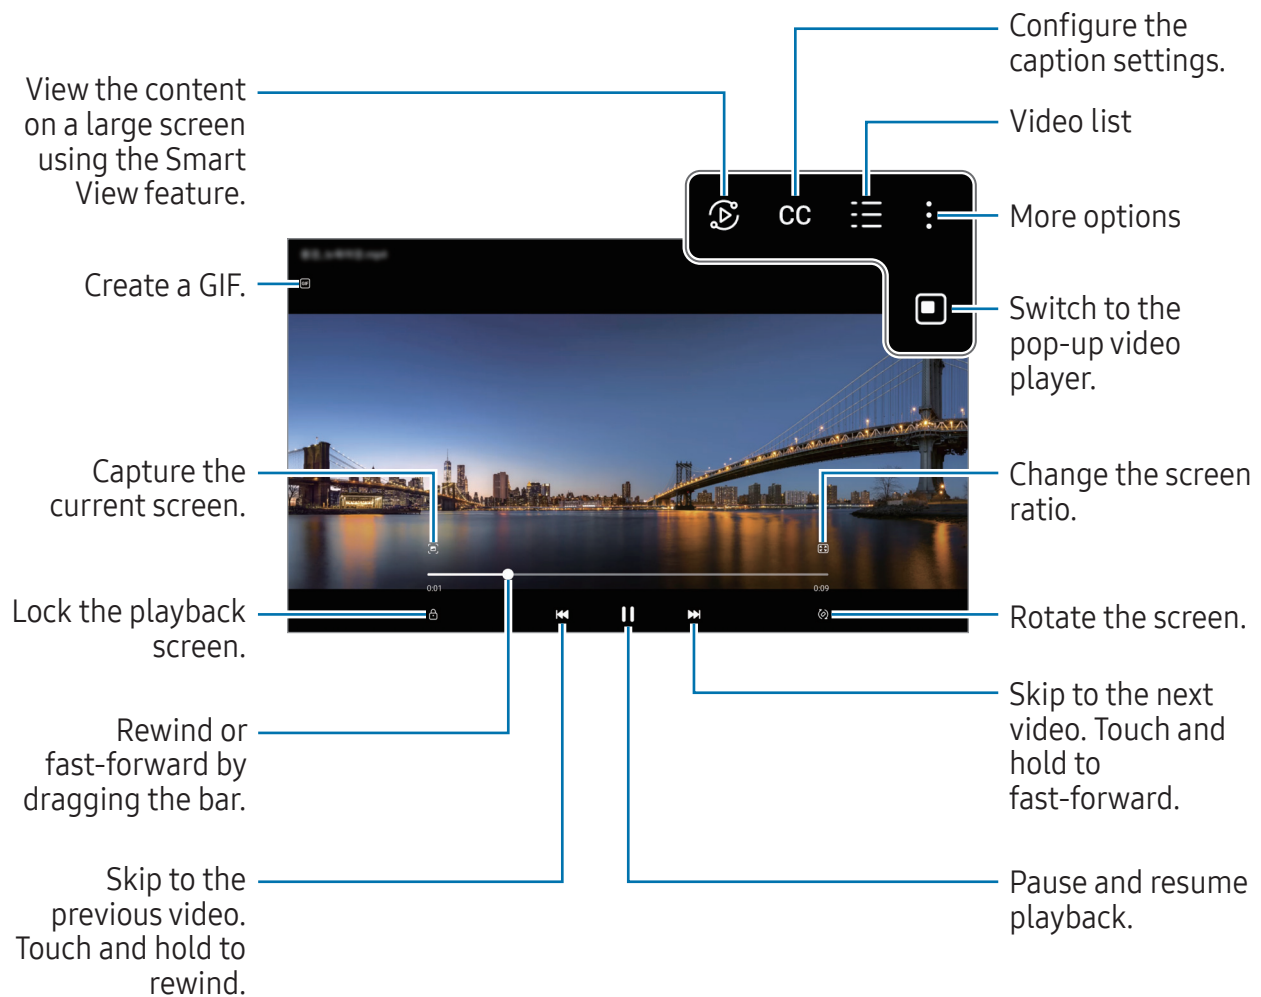 Configure the
caption settings.
View the content
on a large screen
using the Smart
View feature.
Video list
CC
More options
Create a GIF.
GIF
Switch to the
pop-up video
player.
Capture the
current screen.
Change the screen
ratio.
0:01
0:09
Lock the playback
screen.
Rotate the screen.
Rewind or
fast-forward by
dragging the bar.
Skip to the next
video. Touch and
hold to
fast-forward.
Skip to the
previous video.
Touch and hold to
rewind.
Pause and resume
playback.